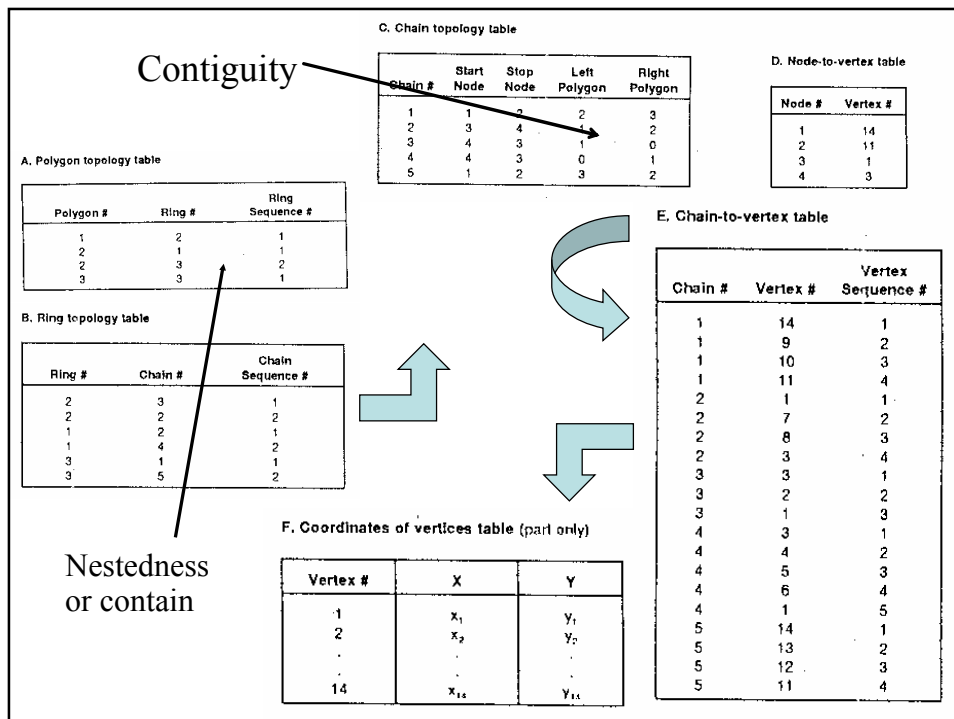 C. Chain topology table
Contiguity
Chain # Start Node Stop Node Left Polygon Right Polygon
1 1 2 2 3
2 3 4 1 2
3 4 3 1 0
4 4 3 0 1
5 1 2 3 2
D. Node-to-vertex table
Node # Vertex #
1 14
2 11
3 1
4 3
A. Polygon topology table
Polygon # Ring # Ring Sequence #
1 2 1
2 1 1
2 3 2
3 3 1
B. Ring topology table
Ring # Chain # Chain Sequence #
2 3 1
2 2 2
1 2 1
1 4 2
3 1 1
3 5 2
Nestedness
or contain
E. Chain-to-vertex table
Chain # Vertex # Vertex Sequence #
1 14 1
1 9 2
1 10 3
1 11 4
2 1 1
2 7 2
2 8 3
2 3 4
3 3 1
3 2 2
3 1 3
4 3 1
4 4 2
4 5 3
4 6 4
4 1 5
5 14 1
5 13 2
5 12 3
5 11 4
F. Coordinates of vertices table (part only)
Vertex # X Y
1 x₁ y₁
2 x₂ y₂
. . .
. . .
14 x₁₄ y₁₄